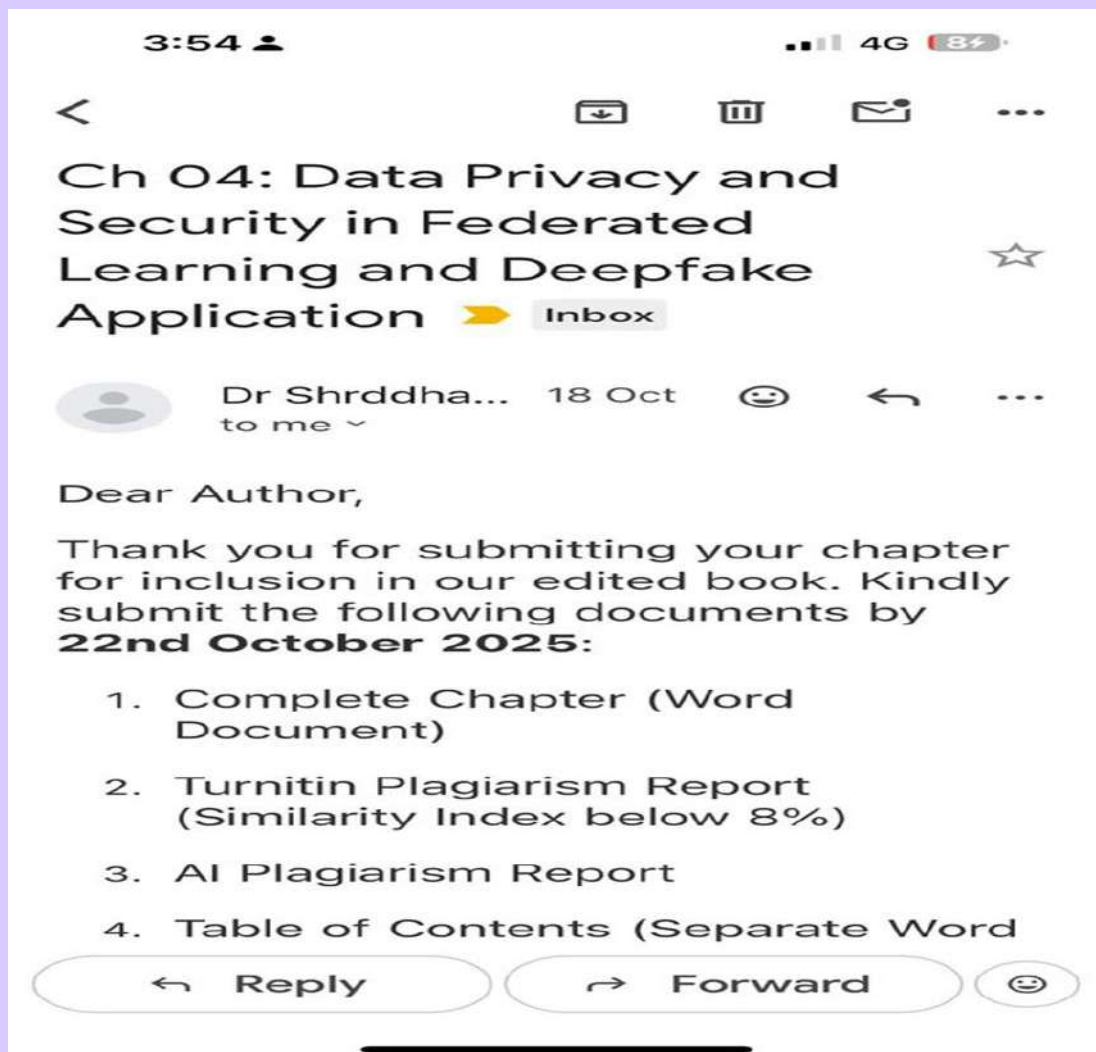 3:54
4G 8
Ch 04: Data Privacy and
Security in Federated
Learning and Deepfake
Application Inbox
Dr Shrddha... 18 Oct
to me
Dear Author,
Thank you for submitting your chapter
for inclusion in our edited book. Kindly
submit the following documents by
22nd October 2025:
1. Complete Chapter (Word
Document)
2. Turnitin Plagiarism Report
(Similarity Index below 8%)
3. AI Plagiarism Report
4. Table of Contents (Separate Word
Reply Forward